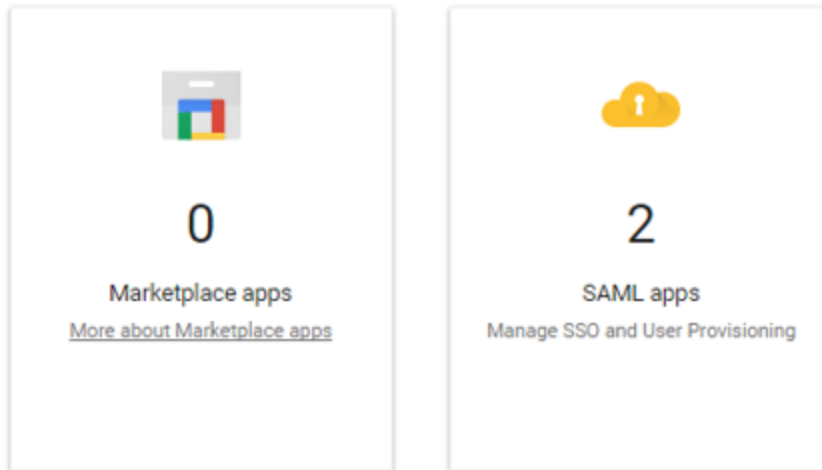 0
Marketplace apps
More about Marketplace apps
2
SAML apps
Manage SSO and User Provisioning